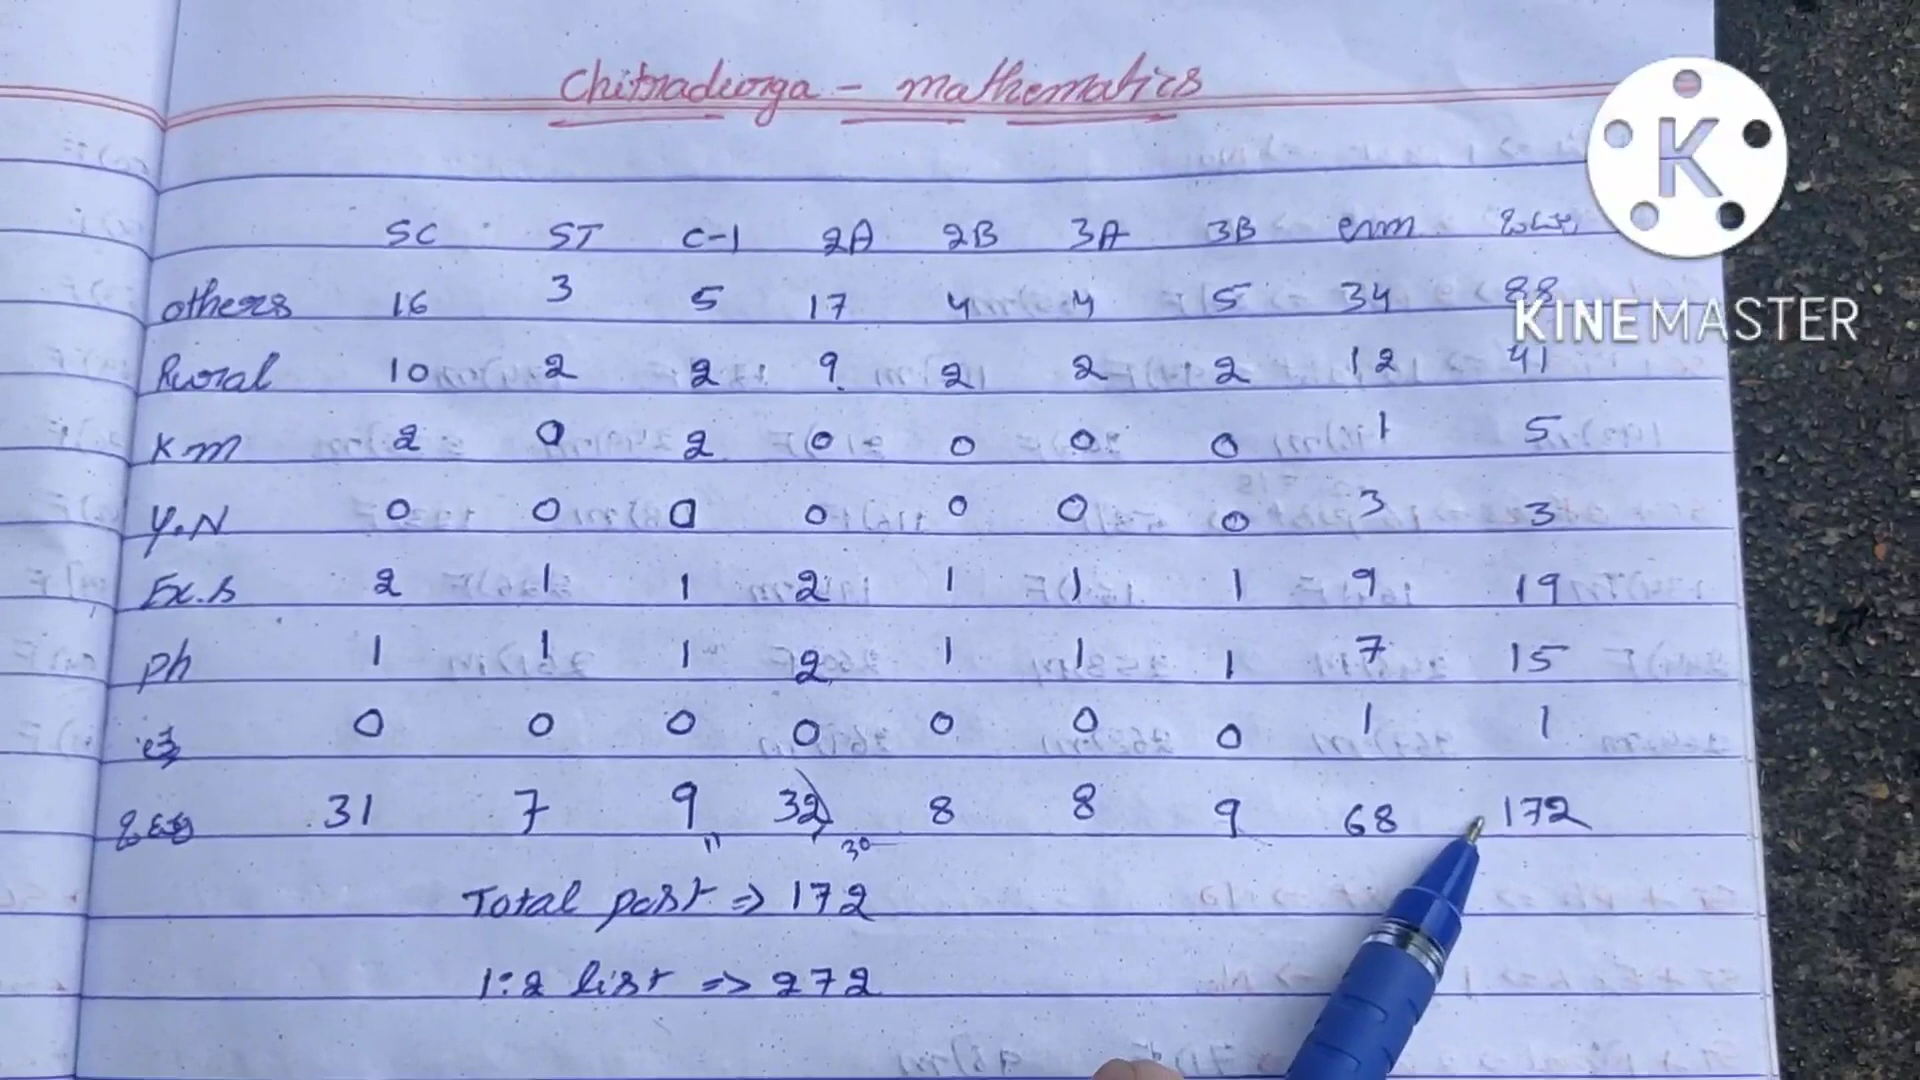 Chitradurga - mathematics
SC ST C-1 2A 2B 3A 3B ಒಟ್ಟು
others 16 3 5 17 4 4 5 34 88
Rural 10 2 2 9 2 2 2 12 41
K m 2 0 2 0 0 0 0 1 5
Y.N 0 0 0 0 0 0 0 3 3
Ex.s 2 1 1 2 1 1 1 9 19
ph 1 1 1 2 1 1 1 7 15
0 0 0 0 0 0 0 1 1
ಒಟ್ಟು 31 7 9 32 8 8 9 68 172
11 30
Total post => 172
1:2 list => 272
K
KINEMASTER